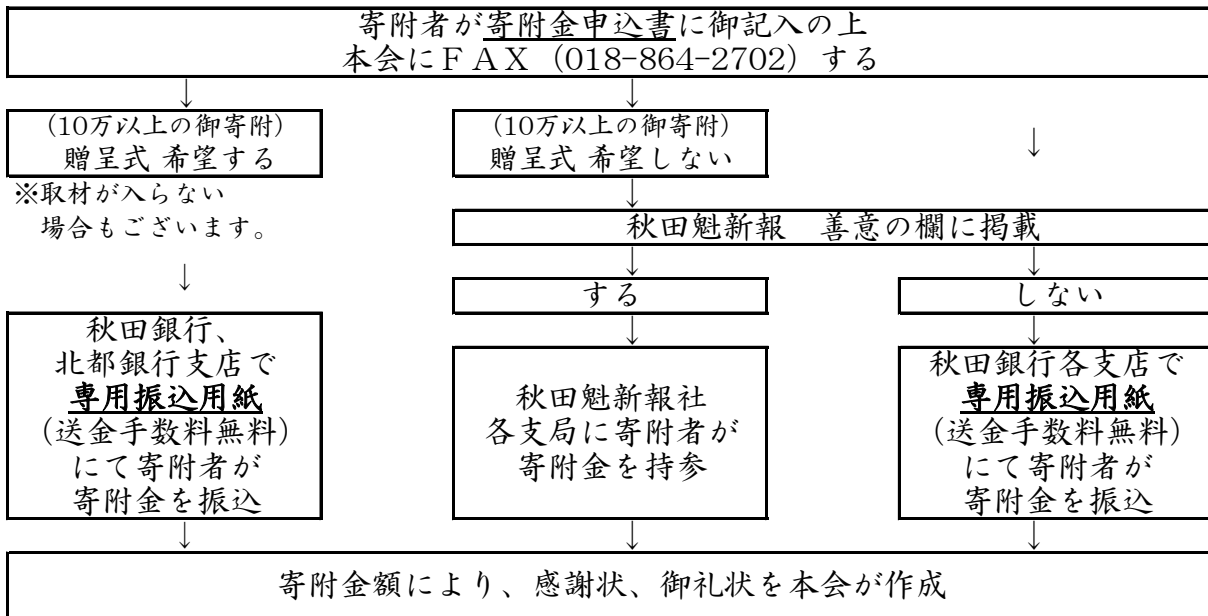 寄附者が寄附金申込書に御記入の上
本会にFAX（018-864-2702）する
↓
↓
(10万以上の御寄附)
贈呈式 希望する
(10万以上の御寄附)
贈呈式 希望しない
↓
※取材が入らない
場合もございます。
↓
↓
秋田魁新報　善意の欄に掲載
↓
↓
↓
する
しない
↓
↓
秋田銀行、
北都銀行支店で
専用振込用紙
(送金手数料無料)
にて寄附者が
寄附金を振込
秋田魁新報社
各支局に寄附者が
寄附金を持参
秋田銀行各支店で
専用振込用紙
(送金手数料無料)
にて寄附者が
寄附金を振込
↓
↓
↓
寄附金額により、感謝状、御礼状を本会が作成